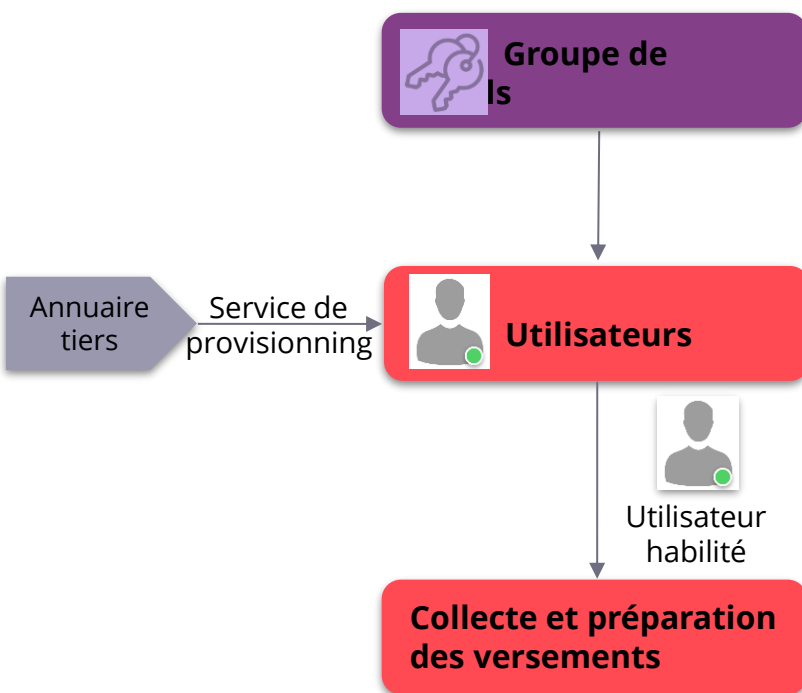 Groupe de
ls
Annuaire
tiers
Service de
provisionning
Utilisateurs
Utilisateur
habilité
Collecte et préparation
des versements